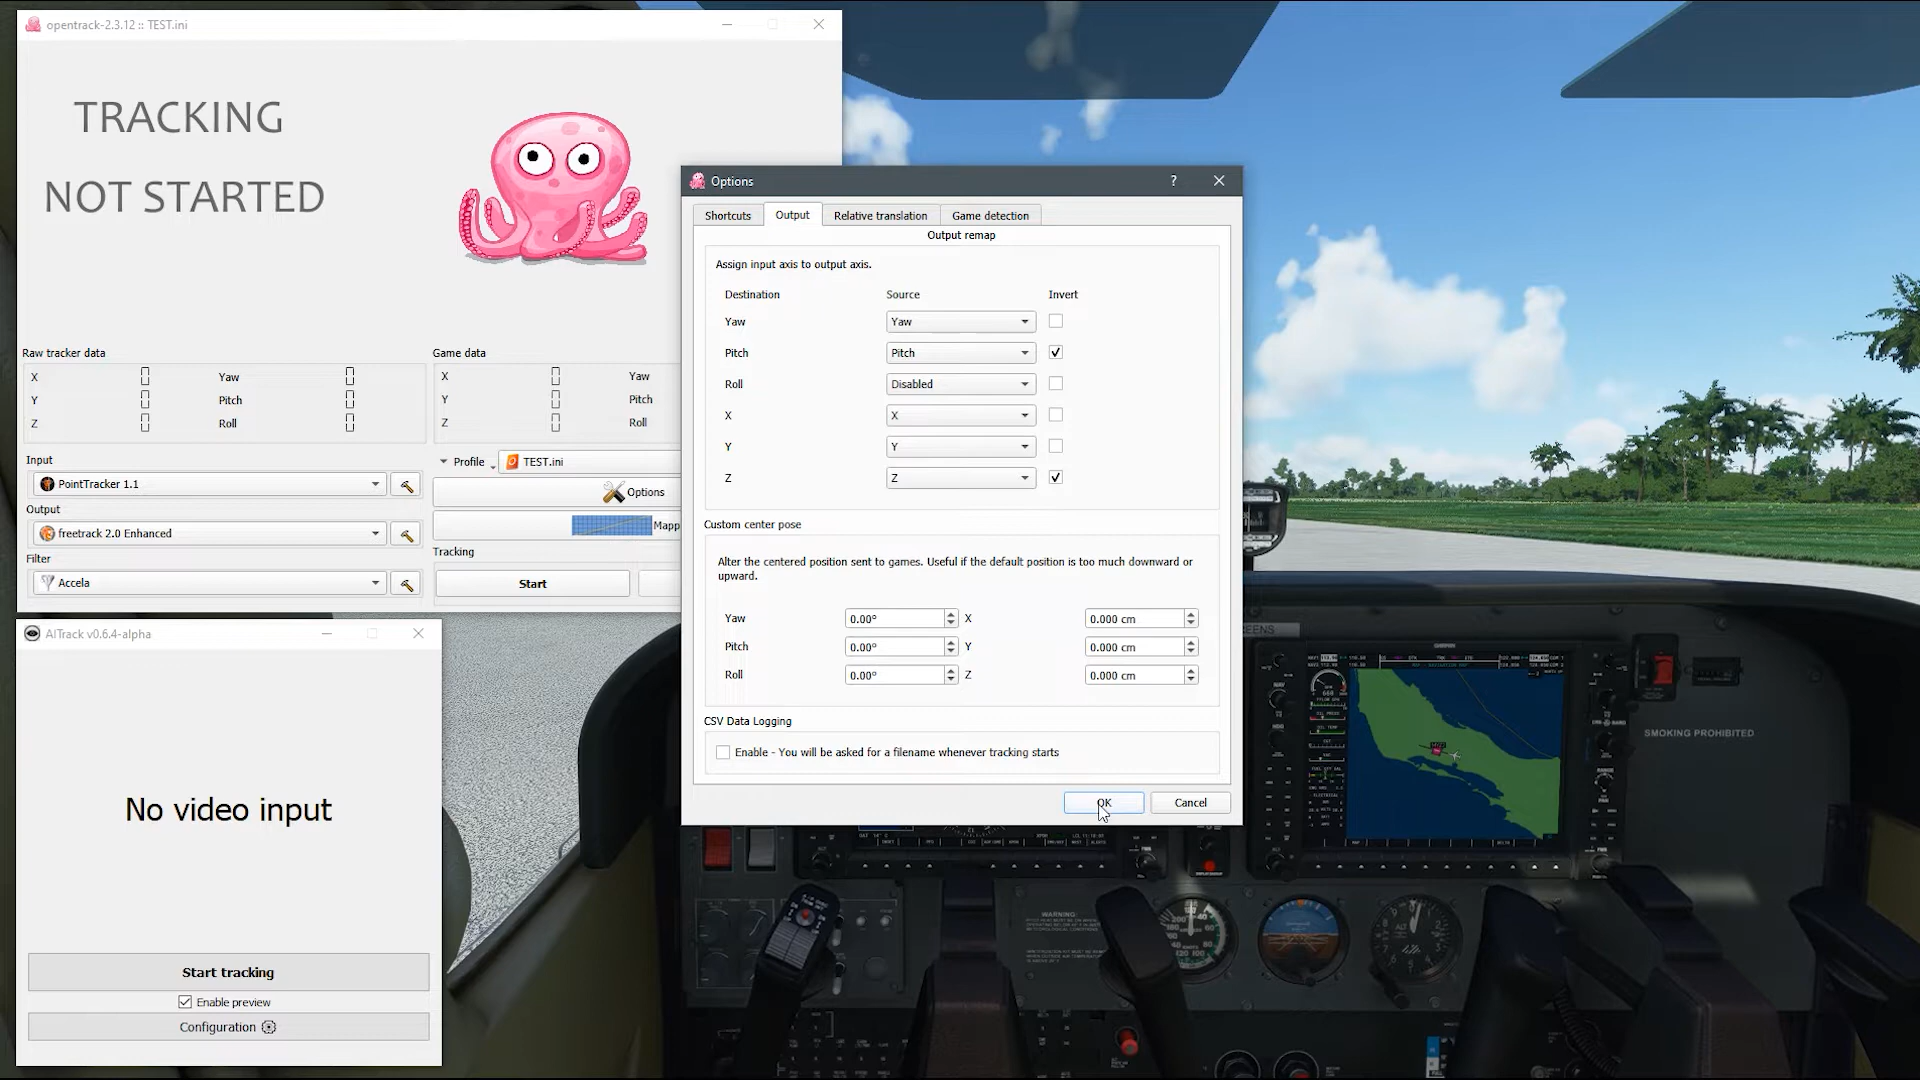 opentrack-2.3.12 :: TEST.ini
TRACKING
NOT STARTED
Raw tracker data
X Yaw
Y Pitch
Z Roll
Game data
X Yaw
Y Pitch
Z Roll
Input
PointTracker 1.1
Output
freetrack 2.0 Enhanced
Filter
Accela
Profile TEST.ini
Options
Mapp
Tracking
Start
Options
Shortcuts Output Relative translation Game detection
Output remap
Assign input axis to output axis.
Destination Source Invert
Yaw Yaw
Pitch Pitch
Roll Disabled
X X
Y Y
Z Z
Custom center pose
Alter the centered position sent to games. Useful if the default position is too much downward or
upward.
Yaw 0.00° X 0.000 cm
Pitch 0.00° Y 0.000 cm
Roll 0.00° Z 0.000 cm
CSV Data Logging
Enable - You will be asked for a filename whenever tracking starts
OK Cancel
AITrack v0.6.4-alpha
No video input
Start tracking
Enable preview
Configuration
GARMIN
SMOKING PROHIBITED
WARNING